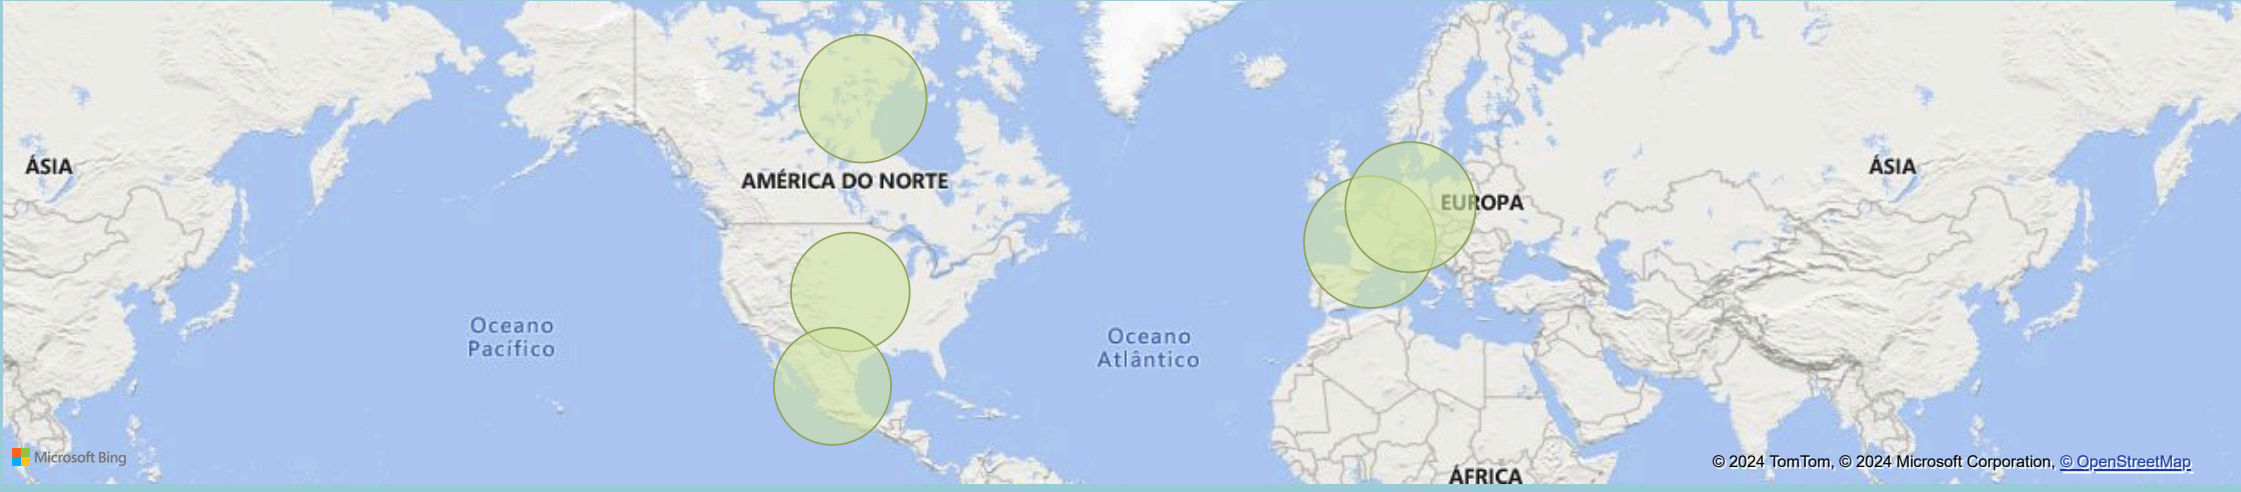 ÁSIA
AMÉRICA DO NORTE
EUROPA
ÁSIA
Oceano
Pacífico
Oceano
Atlântico
ÁFRICA
Microsoft Bing
© 2024 TomTom, © 2024 Microsoft Corporation, © OpenStreetMap